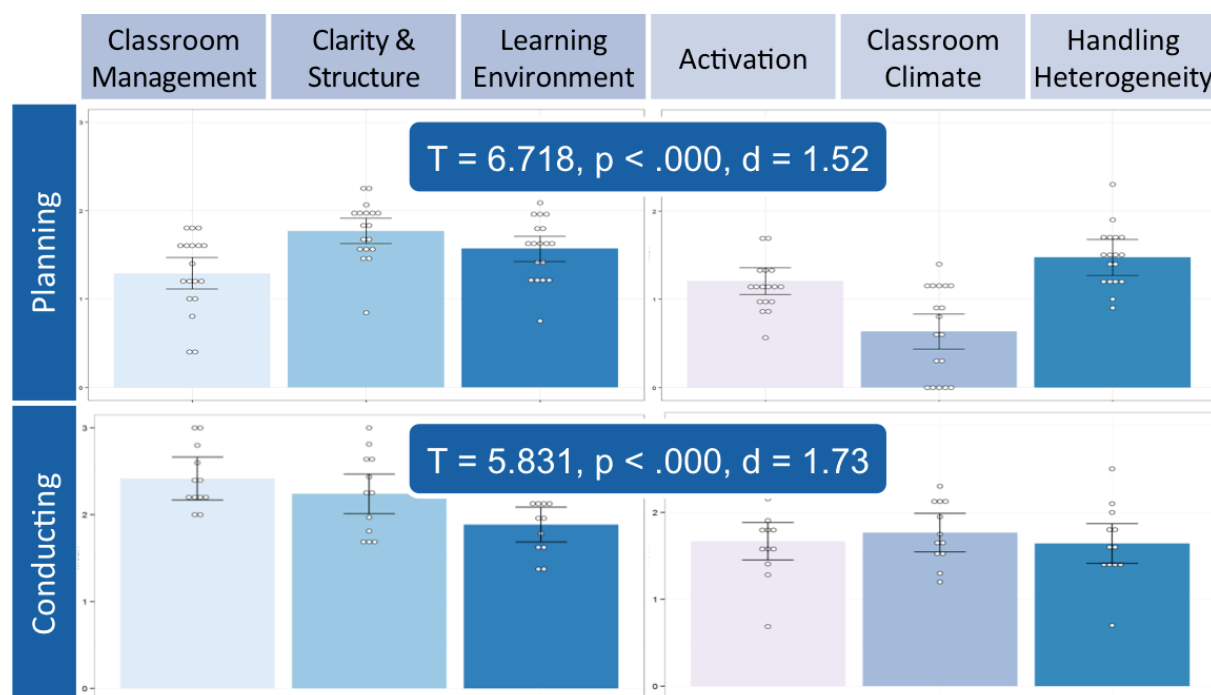 Classroom
Management
Clarity &
Structure
Learning
Environment
Activation
Classroom
Climate
Handling
Heterogeneity
Planning
3
2
1
0
2
1
0
T = 6.718, p < .000, d = 1.52
Conducting
3
2
1
0
2
1
0
T = 5.831, p < .000, d = 1.73